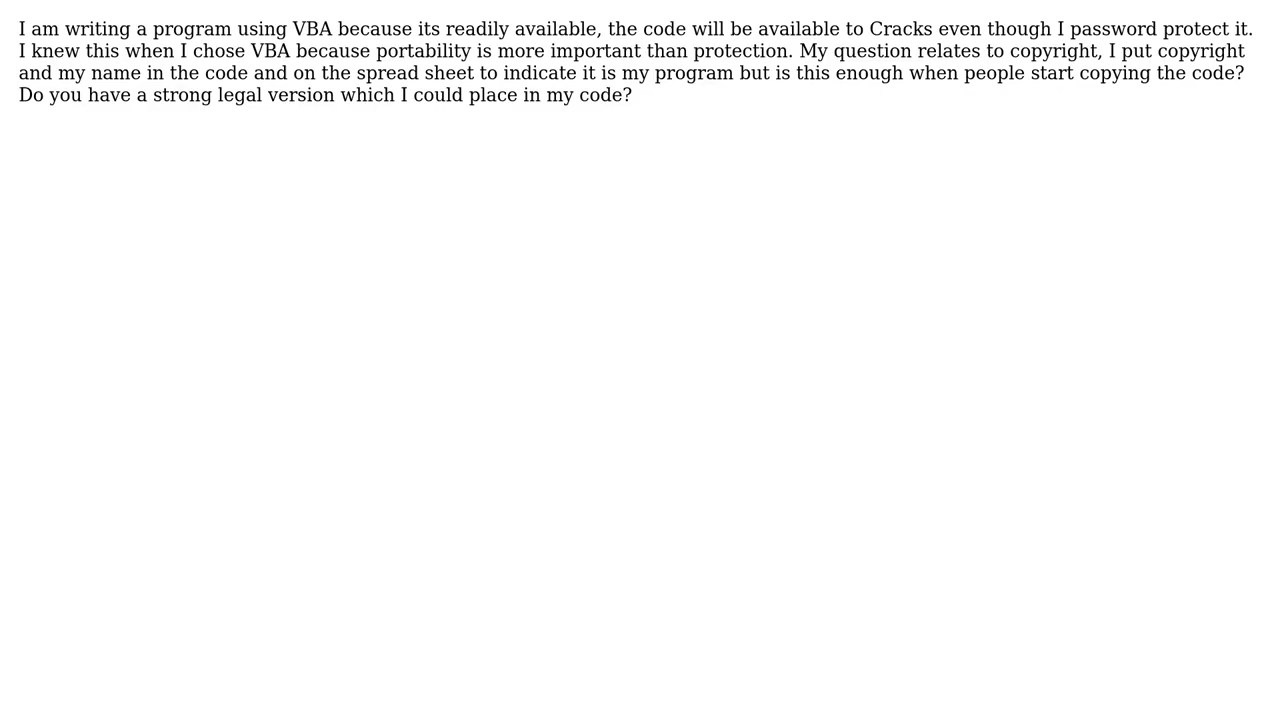 I am writing a program using VBA because its readily available, the code will be available to Cracks even though I password protect it.
I knew this when I chose VBA because portability is more important than protection. My question relates to copyright, I put copyright
and my name in the code and on the spread sheet to indicate it is my program but is this enough when people start copying the code?
Do you have a strong legal version which I could place in my code?